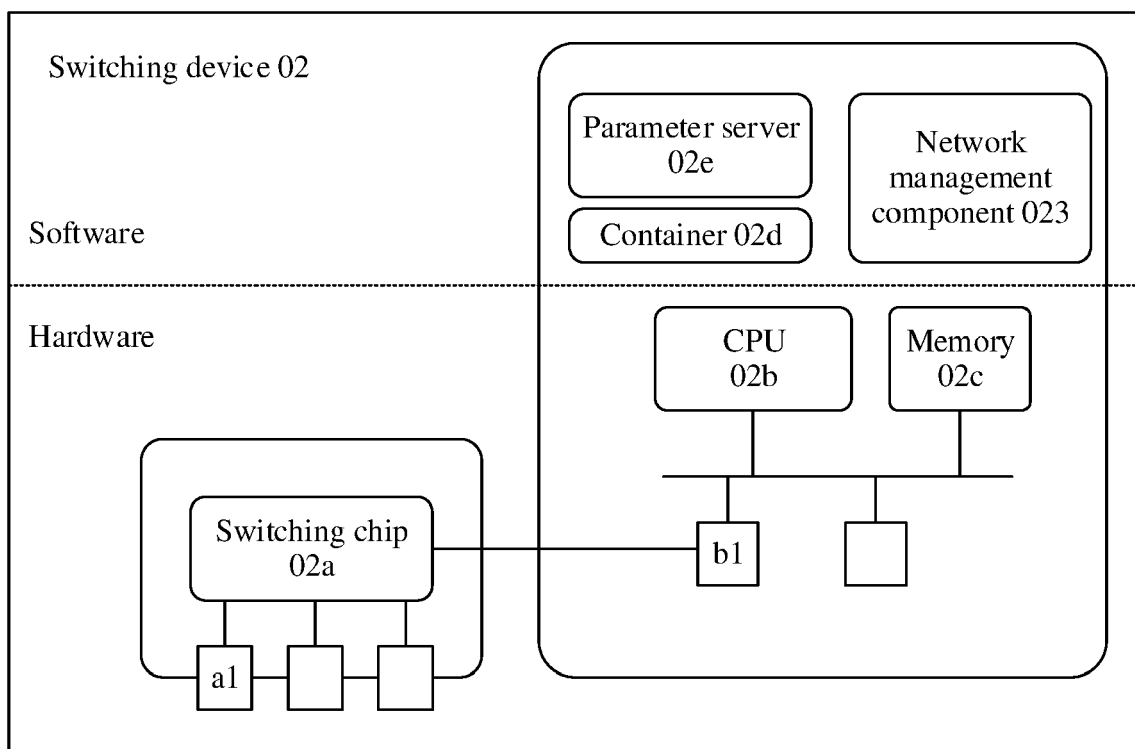 Switching device 02
Parameter server
02e
Network
management
component 023
Container 02d
Software
Hardware
CPU
02b
Memory
02c
Switching chip
02a
b1
a1